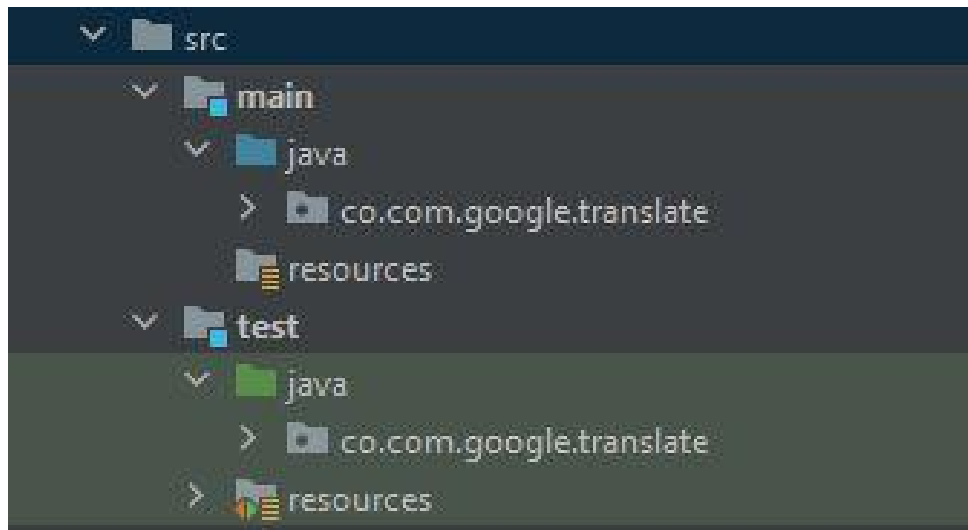 src
main
java
co.com.google.translate
resources
test
java
co.com.google.translate
resources